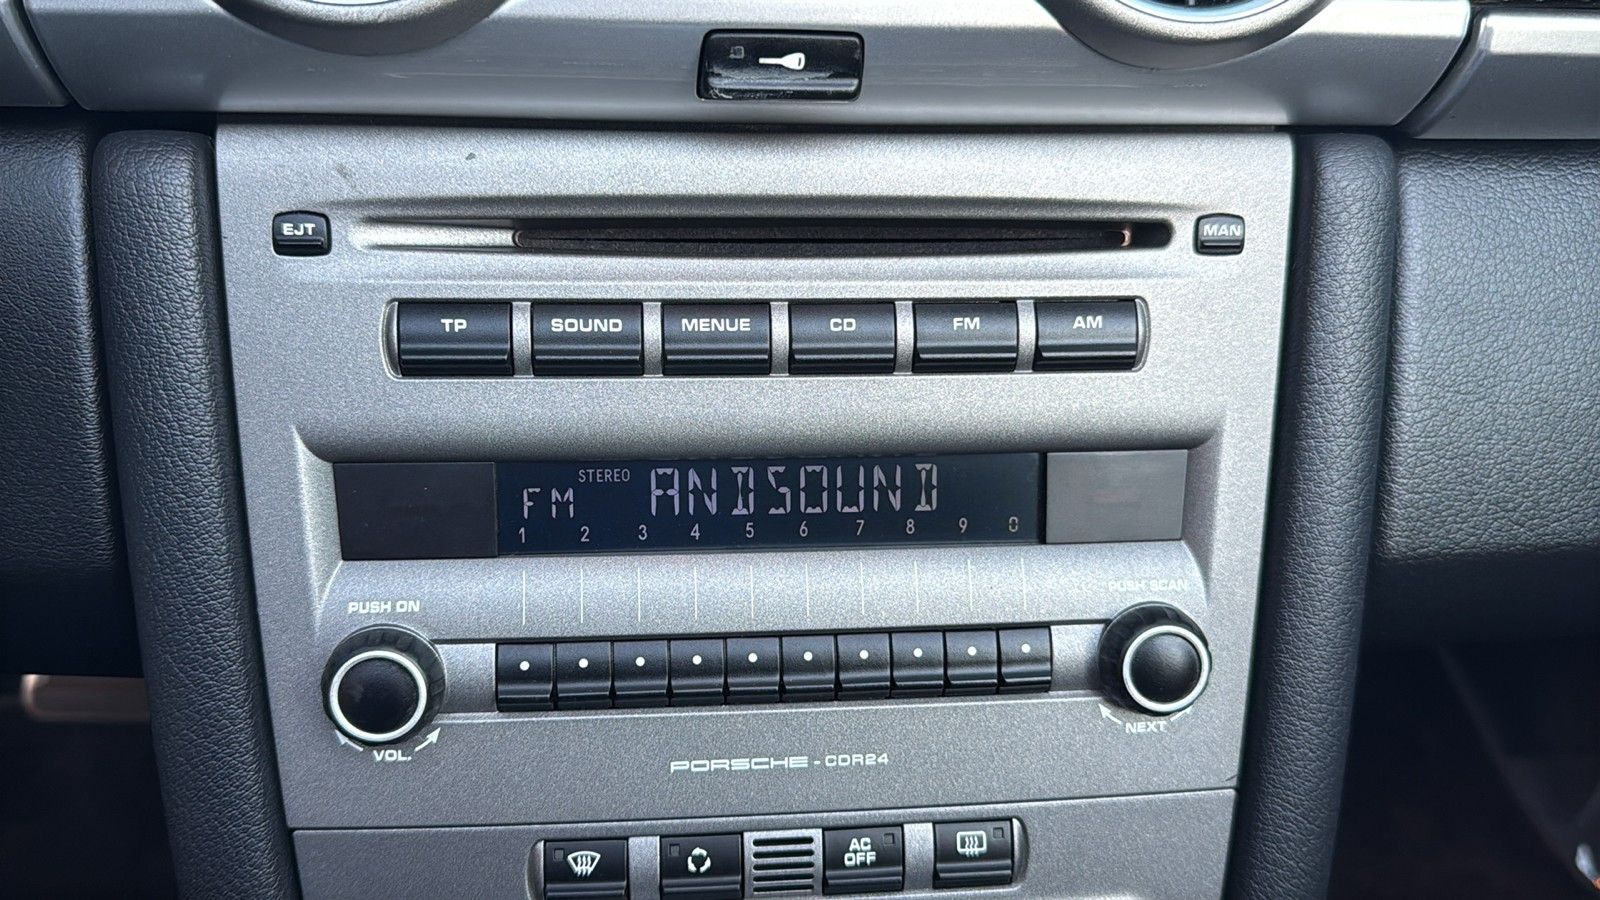 EJT
MAN
TP SOUND MENUE CD FM AM
STEREO
FM ANDSOUND
1 2 3 4 5 6 7 8 9 0
PUSH ON
PUSH SCAN
VOL.
NEXT
PORSCHE - CDR24
AC
OFF